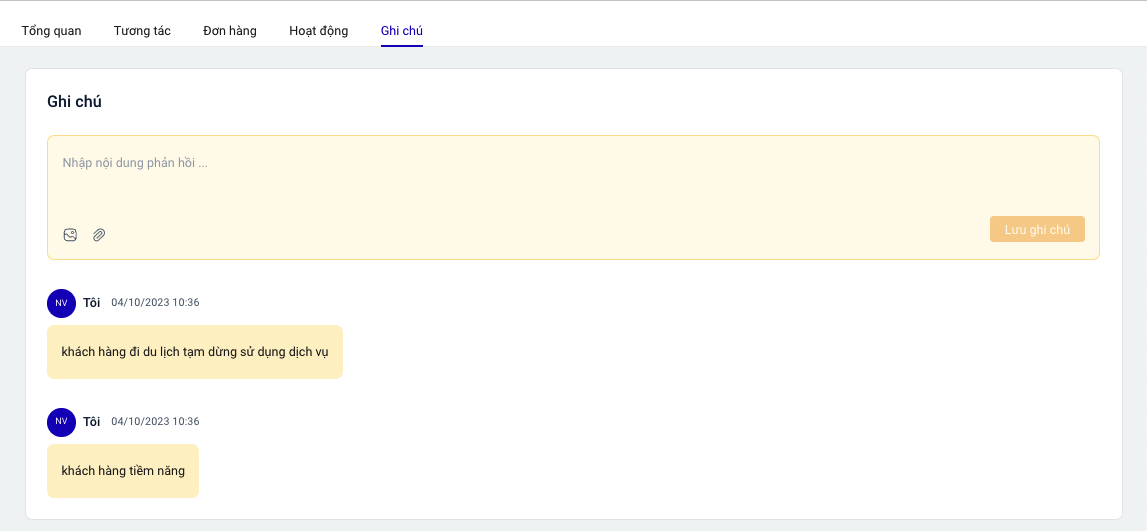 Tổng quan Tương tác Đơn hàng Hoạt động Ghi chú
Ghi chú
Nhập nội dung phản hồi ...
Lưu ghi chú
NV Tôi 04/10/2023 10:36
khách hàng đi du lịch tạm dừng sử dụng dịch vụ
NV Tôi 04/10/2023 10:36
khách hàng tiềm năng